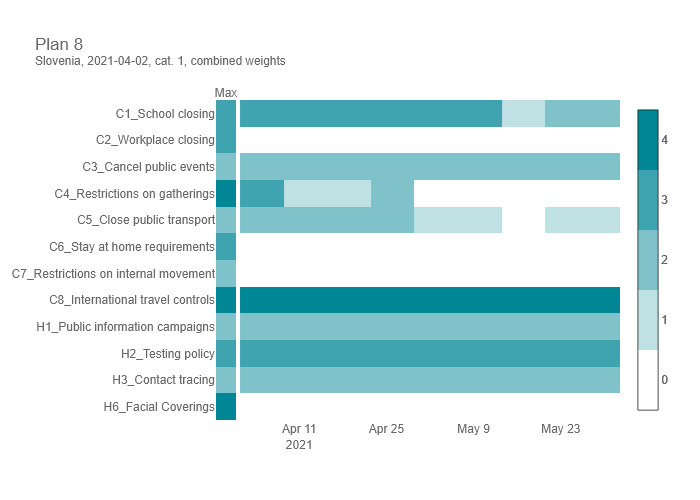 Plan 8
Slovenia, 2021-04-02, cat. 1, combined weights
Max
C1_School closing
C2_Workplace closing
C3_Cancel public events
C4_Restrictions on gatherings
C5_Close public transport
C6_Stay at home requirements
C7_Restrictions on internal movement
C8_International travel controls
H1_Public information campaigns
H2_Testing policy
H3_Contact tracing
H6_Facial Coverings
Apr 11 Apr 25 May 9 May 23
2021
4
3
2
1
0